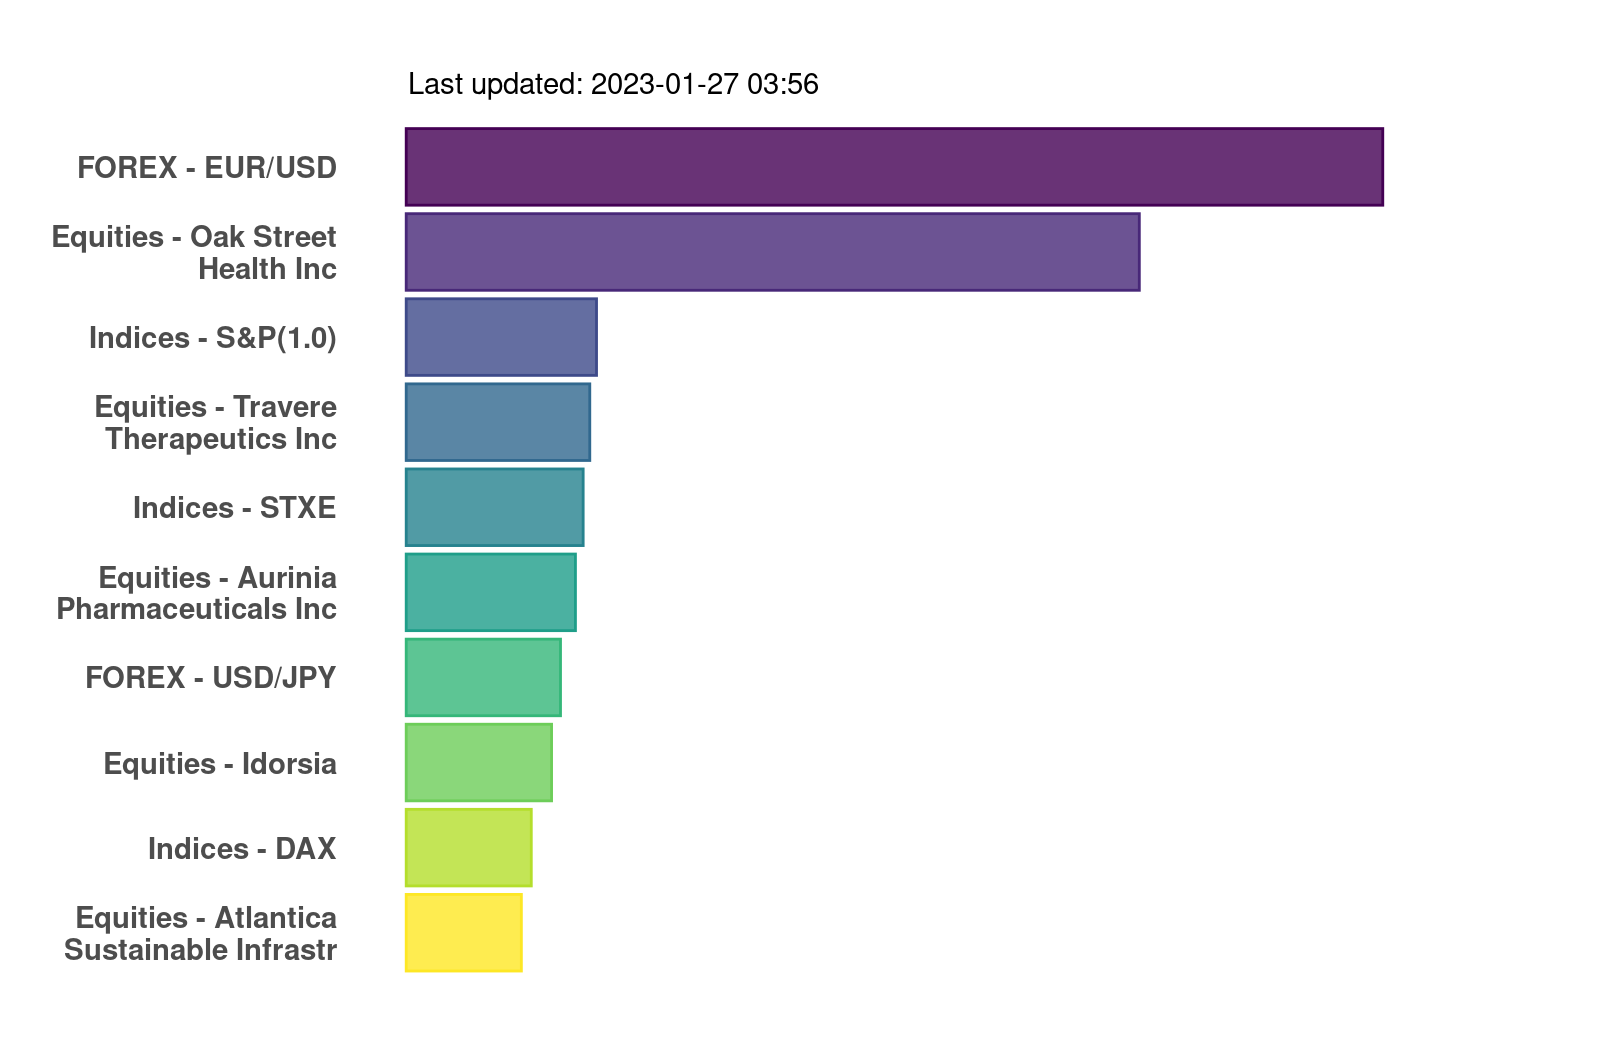 Last updated: 2023-01-27 03:56
FOREX - EUR/USD
Equities - Oak Street
Health Inc
Indices - S&P(1.0)
Equities - Travere
Therapeutics Inc
Indices - STXE
Equities - Aurinia
Pharmaceuticals Inc
FOREX - USD/JPY
Equities - Idorsia
Indices - DAX
Equities - Atlantica
Sustainable Infrastr